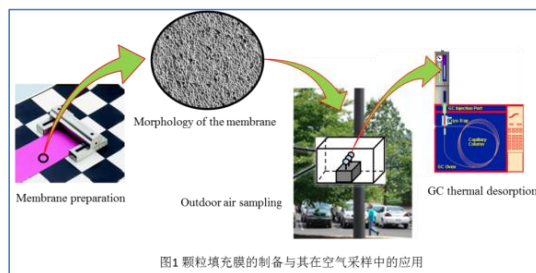 Morphology of the membrane
Membrane preparation
Outdoor air sampling
GC Injection Port
Cryo-Trap
Capillary
Column
GC Oven
GC thermal desorption
图1 颗粒填充膜的制备与其在空气采样中的应用